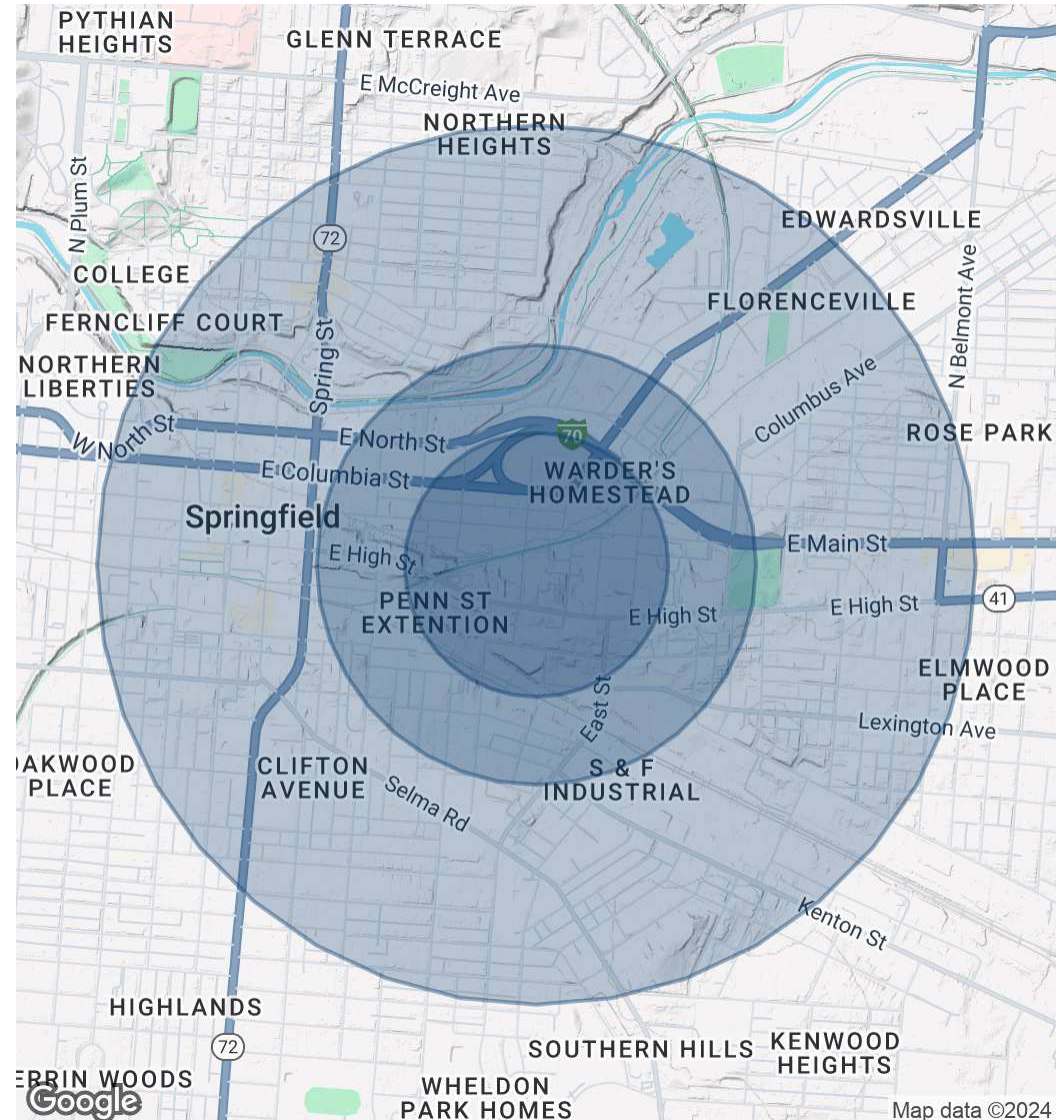 PYTHIAN
HEIGHTS
GLENN TERRACE
E McCreight Ave
NORTHERN
HEIGHTS
N Plum St
72
EDWARDSVILLE
COLLEGE
N Belmont Ave
FLORENCEVILLE
FERNCLIFF COURT
Spring St
NORTHERN
LIBERTIES
Columbus Ave
W North St
E North St
70
ROSE PARK
E Columbia St
WARDER'S
HOMESTEAD
Springfield
E High St
E Main St
PENN ST
EXTENTION
E High St
E High St
41
ELMWOOD
PLACE
East St
Lexington Ave
OAKWOOD
PLACE
CLIFTON
AVENUE
Selma Rd
S & F
INDUSTRIAL
Kenton St
HIGHLANDS
72
SOUTHERN HILLS
KENWOOD
HEIGHTS
ERRIN WOODS
WHELDON
PARK HOMES
Google
Map data ©2024